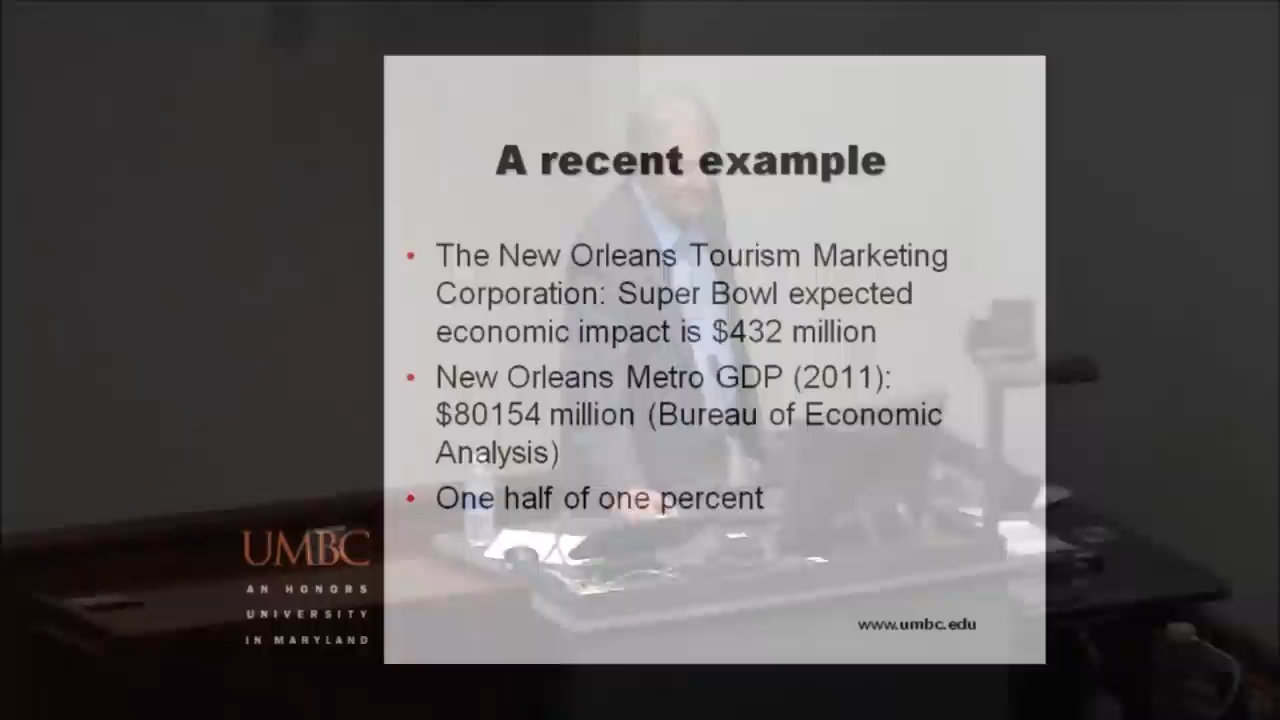 A recent example
• The New Orleans Tourism Marketing
Corporation: Super Bowl expected
economic impact is $432 million
• New Orleans Metro GDP (2011):
$80154 million (Bureau of Economic
Analysis)
• One half of one percent
UMBC
AN HONORS
UNIVERSITY
IN MARYLAND
www.umbc.edu